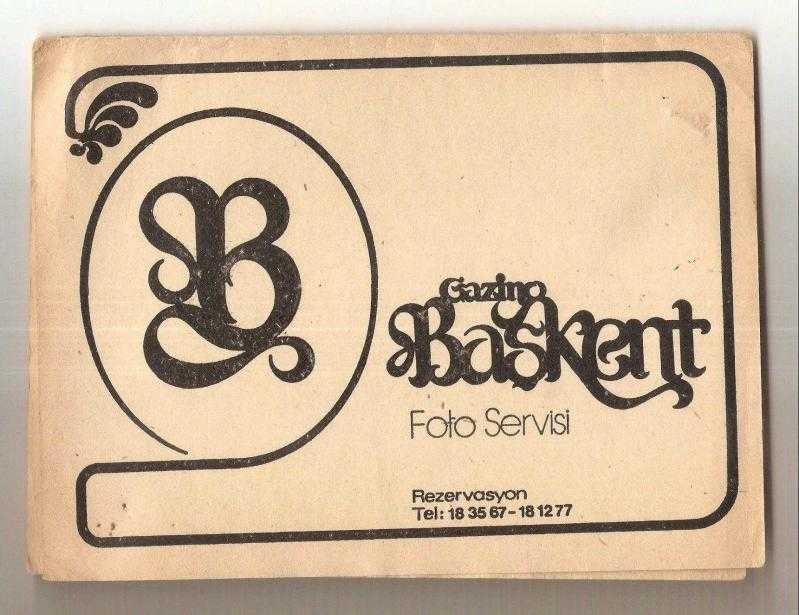 B
Gazino
Başkent
Foto Servisi
Rezervasyon
Tel: 18 35 67 - 18 12 77